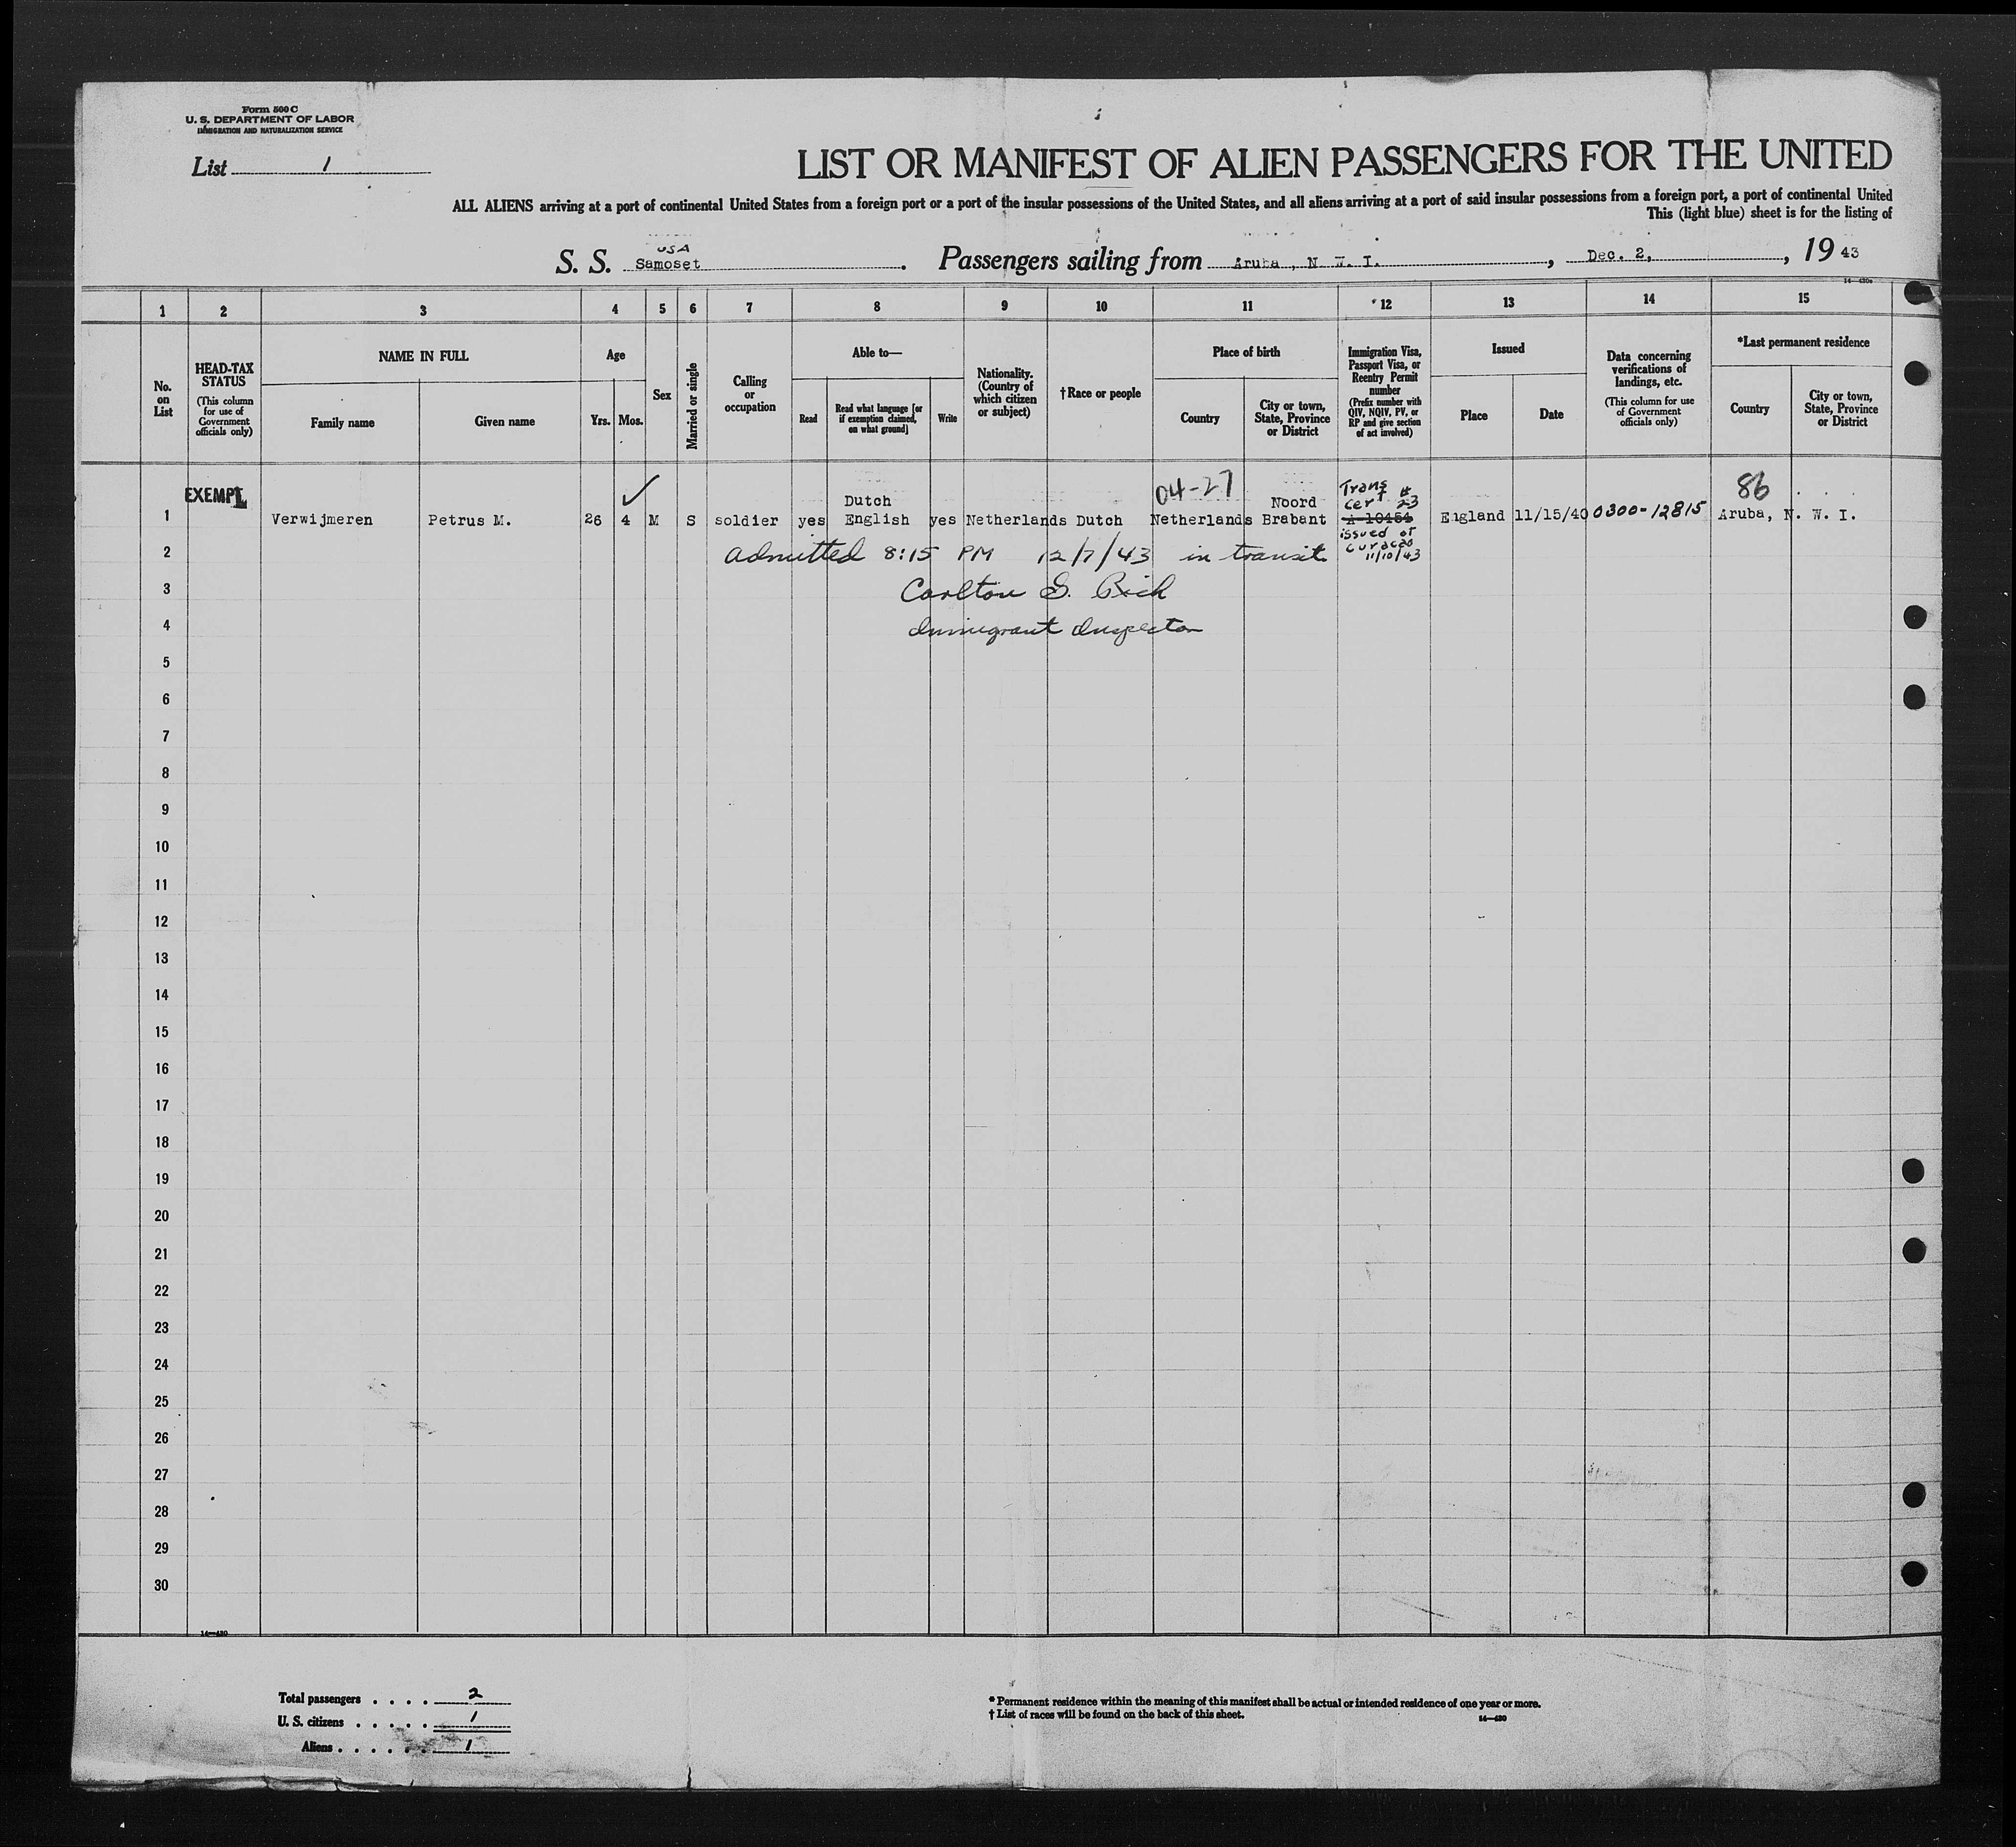 Form 500 C
U. S. DEPARTMENT OF LABOR
IMMIGRATION AND NATURALIZATION SERVICE
List 1
LIST OR MANIFEST OF ALIEN PASSENGERS FOR THE UNITED
ALL ALIENS arriving at a port of continental United States from a foreign port or a port of the insular possessions of the United States, and all aliens arriving at a port of said insular possessions from a foreign port, a port of continental United
This (light blue) sheet is for the listing of
USA
S. S. Samoset. Passengers sailing from Aruba, N. W. I., Dec. 2, 1943
1 2 3 4 5 6 7 8 9 10 11 *12 13 14 15
No. on List
HEAD-TAX STATUS
(This column for use of Government officials only)
NAME IN FULL
Family name
Given name
Age
Yrs. Mos.
Sex
Married or single
Calling or occupation
Able to—
Read
Read what language [or if exemption claimed, on what ground]
Write
Nationality. (Country of which citizen or subject)
†Race or people
Place of birth
Country
City or town, State, Province or District
Immigration Visa, Passport Visa, or Reentry Permit number
(Prefix number with QIV, NQIV, PV, or RP and give section of act involved)
Issued
Place
Date
Data concerning verifications of landings, etc.
(This column for use of Government officials only)
*Last permanent residence
Country
City or town, State, Province or District
EXEMPT
04-27
Trans Cert # 23
86
Dutch
Noord
1 Verwijmeren Petrus M. 26 4 M S soldier yes English yes Netherlands Dutch Netherlands Brabant A-10454 England 11/15/40 0300-12815 Aruba, N. W. I.
issued at Curacao 11/10/43
2 admitted 8:15 PM 12/7/43 in transit
3 Carlton G. Rich
4 Immigrant Inspector
5
6
7
8
9
10
11
12
13
14
15
16
17
18
19
20
21
22
23
24
25
26
27
28
29
30
14—430
Total passengers . . . . 2
U. S. citizens . . . . . 1
Aliens . . . . . . 1
* Permanent residence within the meaning of this manifest shall be actual or intended residence of one year or more.
† List of races will be found on the back of this sheet.
14—430